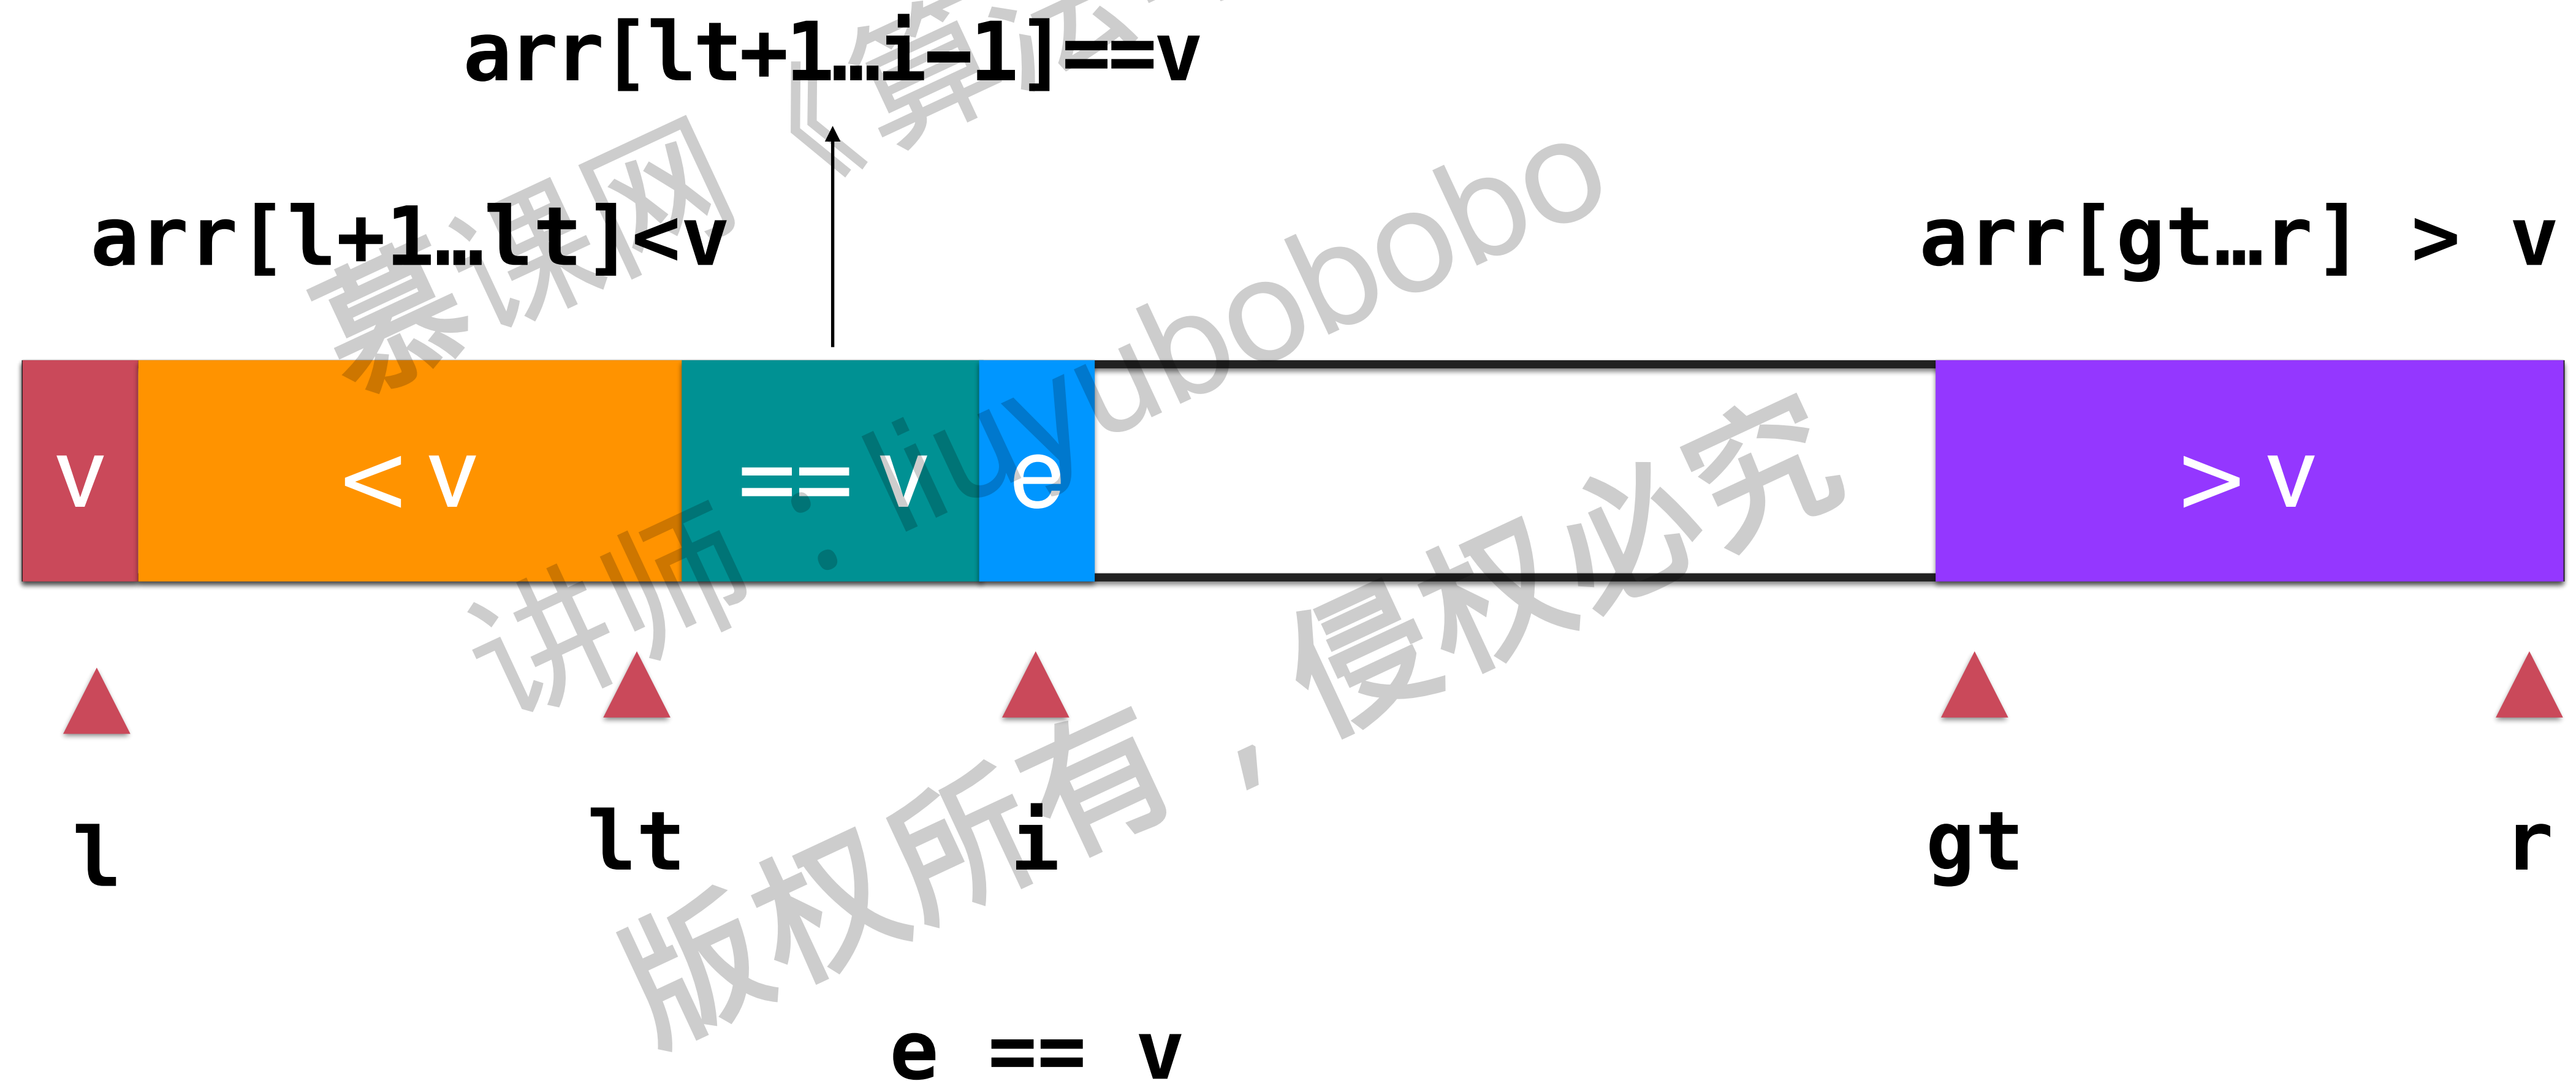 arr[lt+1…i-1]==v
arr[l+1…lt]<v
arr[gt…r] > v
v
< v
== v
e
> v
l
lt
i
gt
r
e == v
慕课网《算法
讲师：liuyubobobo
版权所有，侵权必究